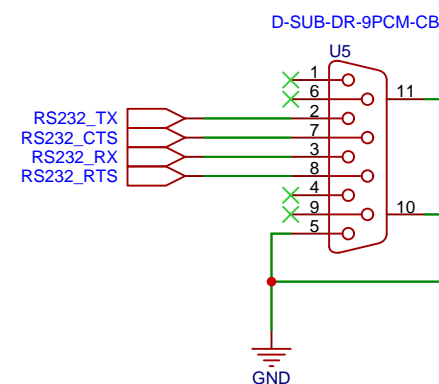 D-SUB-DR-9PCM-CB
U5
1
6
11
RS232_TX
2
RS232_CTS
7
RS232_RX
3
RS232_RTS
8
4
9
10
5
GND